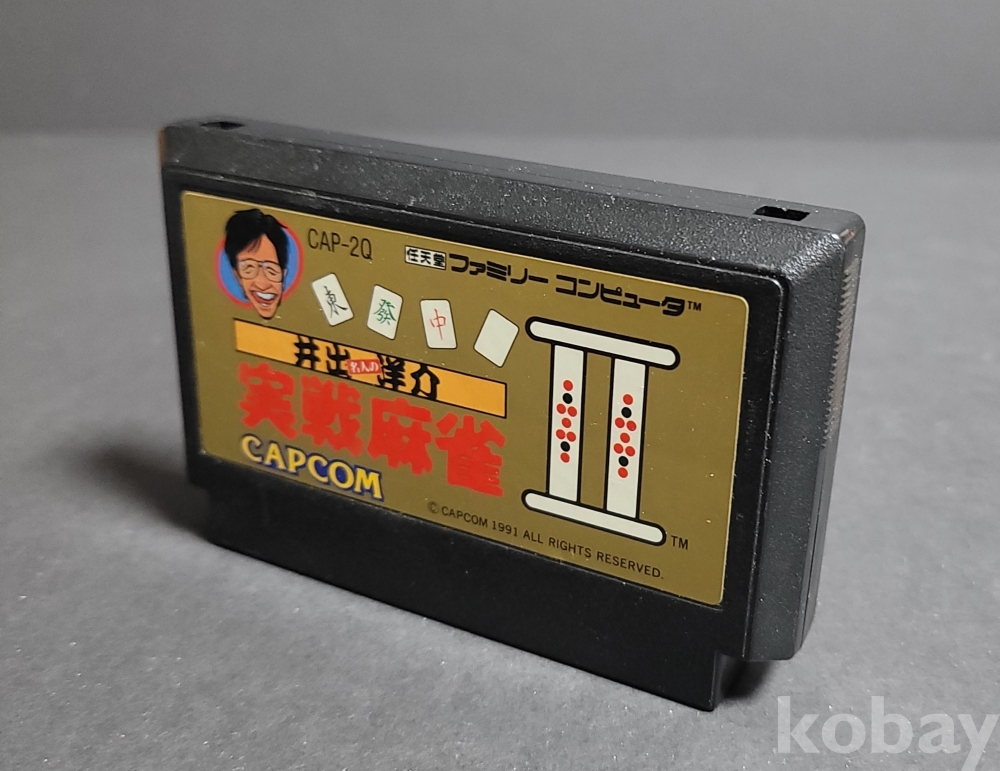 CAP-2Q
任天堂 ファミリー コンピュータ™
東 發 中
井出 名人の 洋介
実戦麻雀
II
CAPCOM
©CAPCOM 1991 ALL RIGHTS RESERVED.
TM
kobay